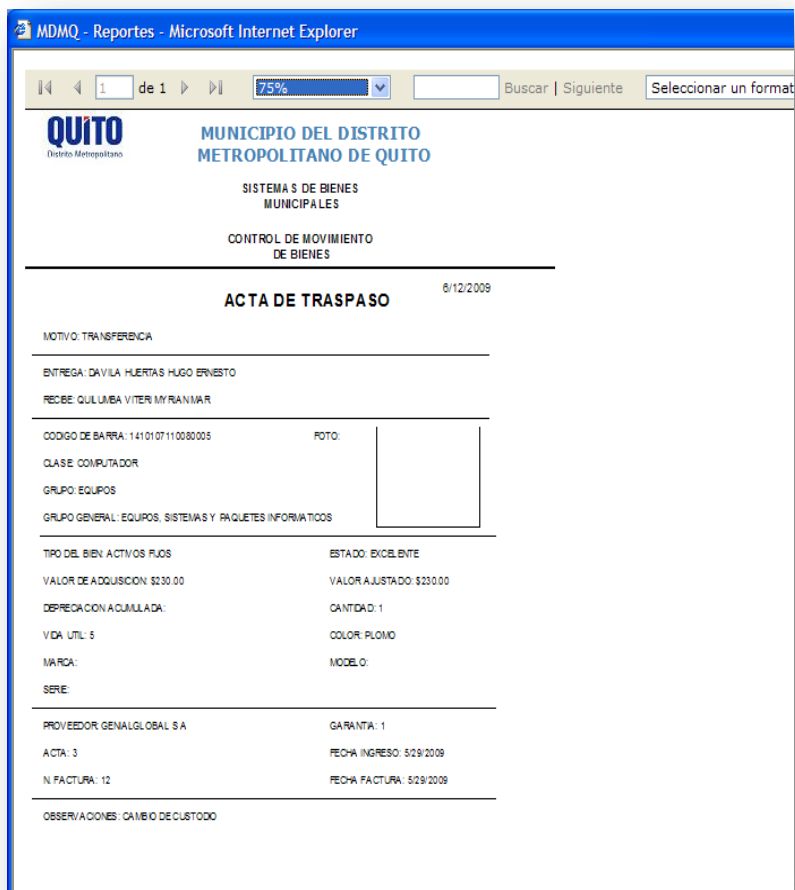 MDMQ - Reportes - Microsoft Internet Explorer
1 de 1 75% Buscar | Siguiente Seleccionar un format
QUITO
Distrito Metropolitano
MUNICIPIO DEL DISTRITO
METROPOLITANO DE QUITO
SISTEMAS DE BIENES
MUNICIPALES
CONTROL DE MOVIMIENTO
DE BIENES
6/12/2009
ACTA DE TRASPASO
MOTIVO: TRANSFERENCIA
ENTREGA: DAVILA HUERTAS HUGO ERNESTO
RECIBE: QUILUMBA VITERI MYRIAN MAR
CODIGO DE BARRA: 1410107110080005 FOTO:
CLASE: COMPUTADOR
GRUPO: EQUIPOS
GRUPO GENERAL: EQUIPOS, SISTEMAS Y PAQUETES INFORMATICOS
TIPO DEL BIEN: ACTIVOS FIJOS ESTADO: EXCELENTE
VALOR DE ADQUISICION: $230.00 VALOR AJUSTADO: $230.00
DEPRECIACION ACUMULADA: CANTIDAD: 1
VIDA UTIL: 5 COLOR: PLOMO
MARCA: MODELO:
SERIE:
PROVEEDOR: GENIALGLOBAL S A GARANTIA: 1
ACTA: 3 FECHA INGRESO: 5/29/2009
N. FACTURA: 12 FECHA FACTURA: 5/29/2009
OBSERVACIONES: CAMBIO DE CUSTODIO